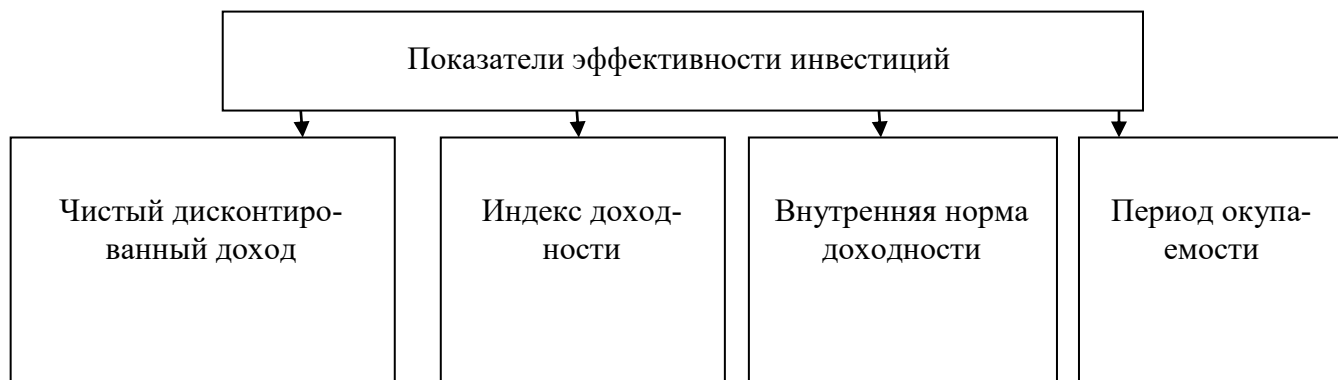 Показатели эффективности инвестиций
Чистый дисконтиро-
ванный доход
Индекс доход-
ности
Внутренняя норма
доходности
Период окупа-
емости